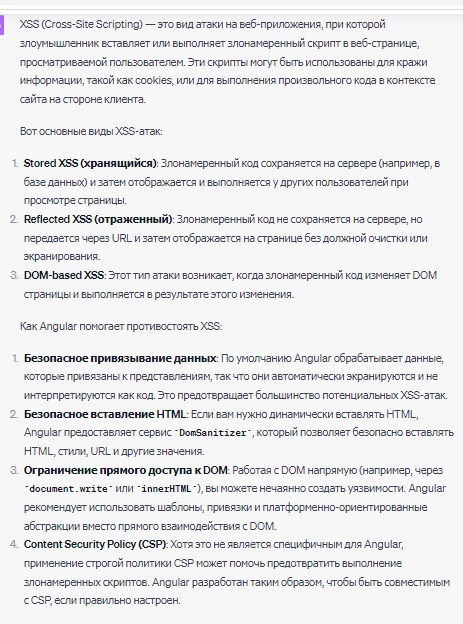 XSS (Cross-Site Scripting) — это вид атаки на веб-приложения, при которой
злоумышленник вставляет или выполняет злонамеренный скрипт в веб-странице,
просматриваемой пользователем. Эти скрипты могут быть использованы для кражи
информации, такой как cookies, или для выполнения произвольного кода в контексте
сайта на стороне клиента.
Вот основные виды XSS-атак:
1. Stored XSS (хранящийся): Злонамеренный код сохраняется на сервере (например, в
базе данных) и затем отображается и выполняется у других пользователей при
просмотре страницы.
2. Reflected XSS (отраженный): Злонамеренный код не сохраняется на сервере, но
передается через URL и затем отображается на странице без должной очистки или
экранирования.
3. DOM-based XSS: Этот тип атаки возникает, когда злонамеренный код изменяет DOM
страницы и выполняется в результате этого изменения.
Как Angular помогает противостоять XSS:
1. Безопасное привязывание данных: По умолчанию Angular обрабатывает данные,
которые привязаны к представлениям, так что они автоматически экранируются и не
интерпретируются как код. Это предотвращает большинство потенциальных XSS-атак.
2. Безопасное вставление HTML: Если вам нужно динамически вставлять HTML,
Angular предоставляет сервис `DomSanitizer`, который позволяет безопасно вставлять
HTML, стили, URL и другие значения.
3. Ограничение прямого доступа к DOM: Работая с DOM напрямую (например, через
`document.write` или `innerHTML`), вы можете нечаянно создать уязвимости. Angular
рекомендует использовать шаблоны, привязки и платформенно-ориентированные
абстракции вместо прямого взаимодействия с DOM.
4. Content Security Policy (CSP): Хотя это не является специфичным для Angular,
применение строгой политики CSP может помочь предотвратить выполнение
злонамеренных скриптов. Angular разработан таким образом, чтобы быть совместимым
с CSP, если правильно настроен.